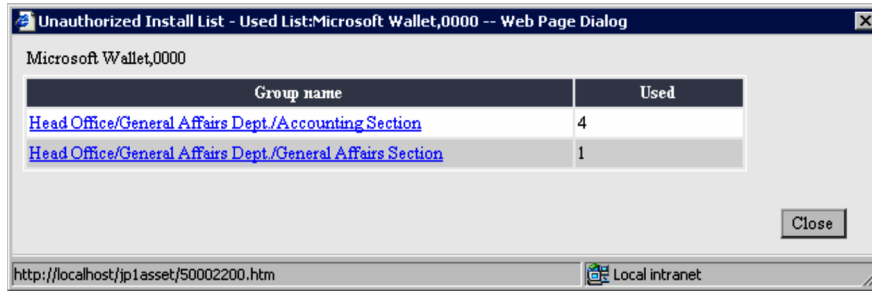 Unauthorized Install List - Used List:Microsoft Wallet,0000 -- Web Page Dialog
Microsoft Wallet,0000
Group name Used
Head Office/General Affairs Dept./Accounting Section 4
Head Office/General Affairs Dept./General Affairs Section 1
Close
http://localhost/jp1asset/50002200.htm Local intranet